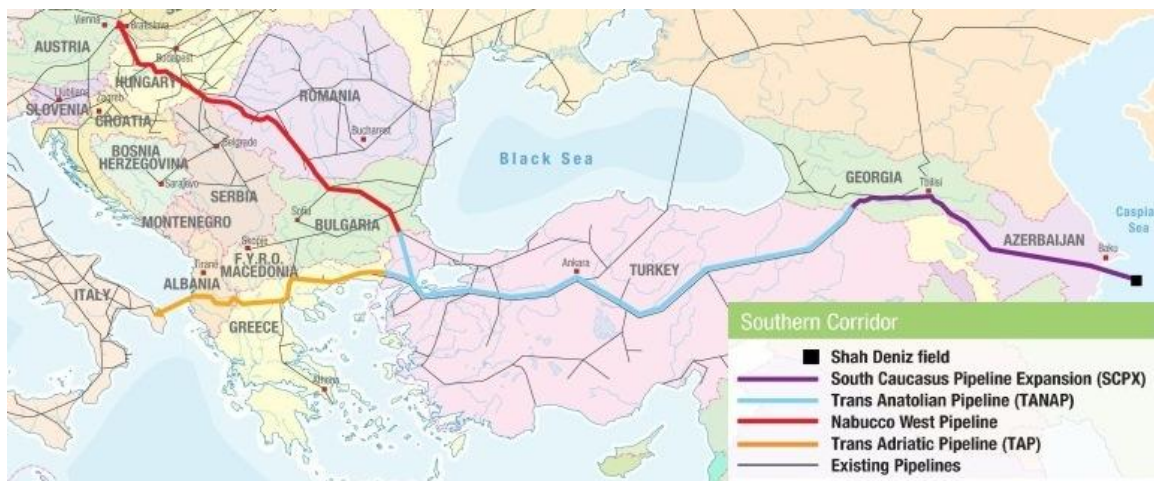 Vienna
Bratislava
AUSTRIA
Budapest
HUNGARY
Ljubljana
SLOVENIA
Zagreb
CROATIA
ROMANIA
Bucharest
BOSNIA
HERZEGOVINA
Belgrade
Sarajevo
SERBIA
MONTENEGRO
Sofia
BULGARIA
Skopje
F.Y.R.O.
MACEDONIA
Tirane
ALBANIA
ITALY
GREECE
Athens
Black Sea
Ankara
TURKEY
GEORGIA
Tbilisi
AZERBAIJAN
Baku
Caspia
Sea
Southern Corridor
Shah Deniz field
South Caucasus Pipeline Expansion (SCPX)
Trans Anatolian Pipeline (TANAP)
Nabucco West Pipeline
Trans Adriatic Pipeline (TAP)
Existing Pipelines